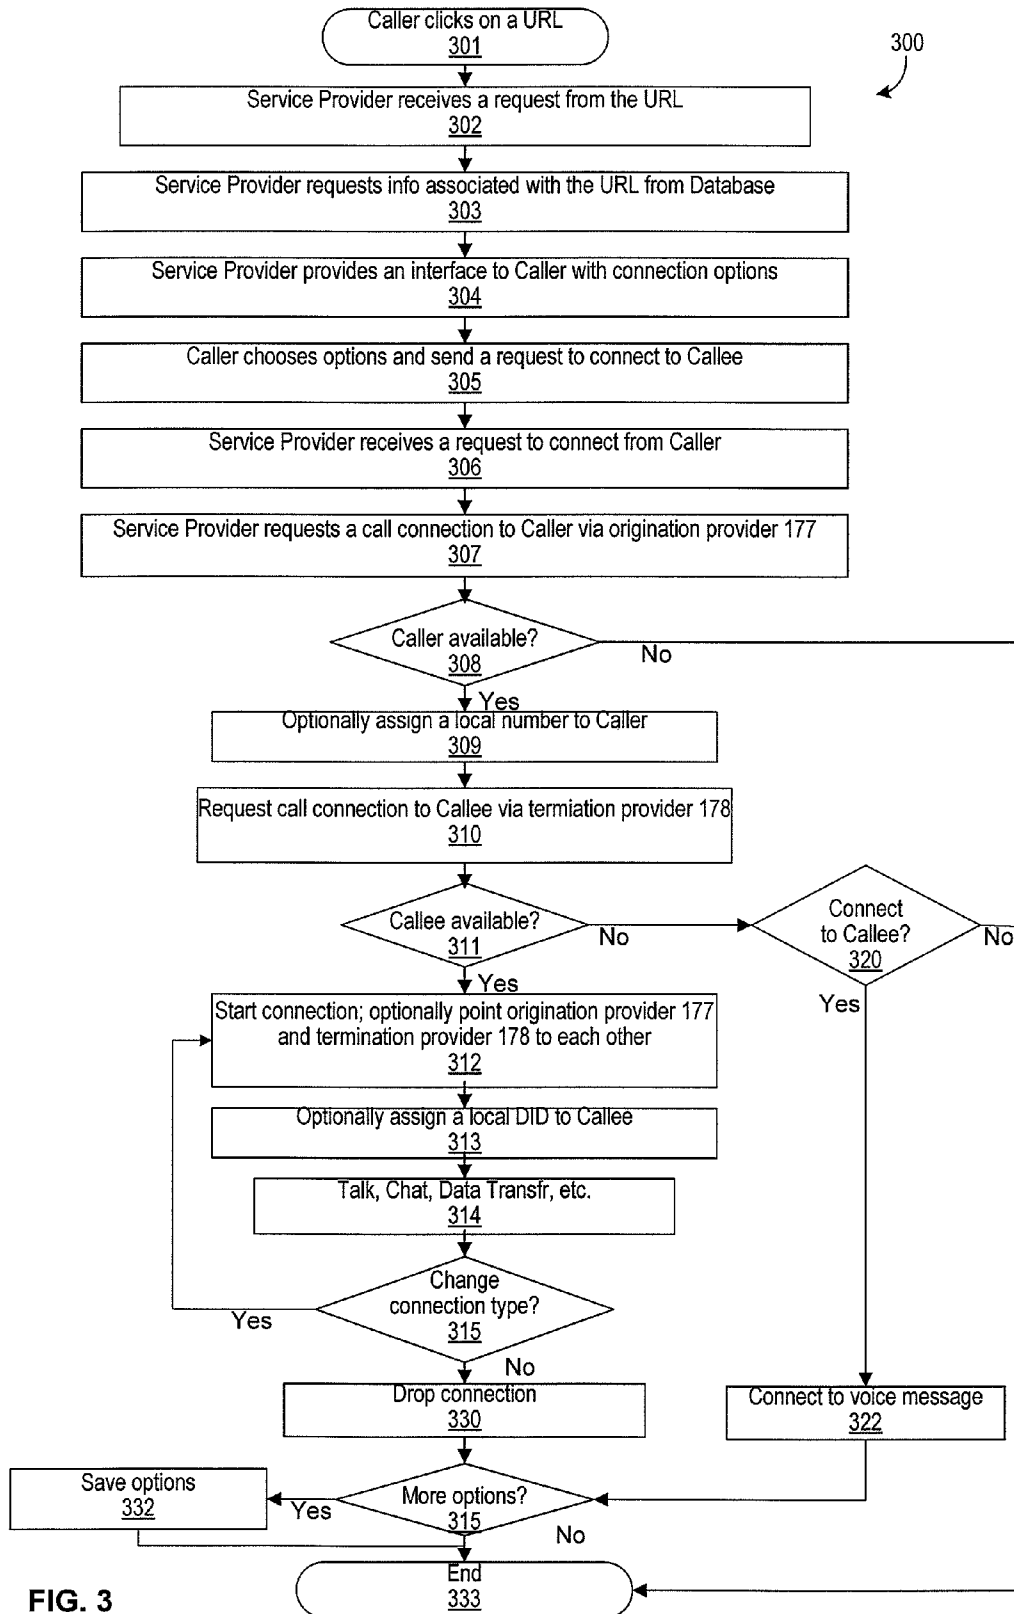 Caller clicks on a URL
301
300
Service Provider receives a request from the URL
302
Service Provider requests info associated with the URL from Database
303
Service Provider provides an interface to Caller with connection options
304
Caller chooses options and send a request to connect to Callee
305
Service Provider receives a request to connect from Caller
306
Service Provider requests a call connection to Caller via origination provider 177
307
Caller available?
308
No
Yes
Optionally assign a local number to Caller
309
Request call connection to Callee via termiation provider 178
310
Callee available?
311
No
Connect
to Callee?
320
No
Yes
Yes
Start connection; optionally point origination provider 177
and termination provider 178 to each other
312
Optionally assign a local DID to Callee
313
Talk, Chat, Data Transfr, etc.
314
Change
connection type?
315
Yes
No
Drop connection
330
Connect to voice message
322
More options?
315
Yes
Save options
332
No
End
333
FIG. 3